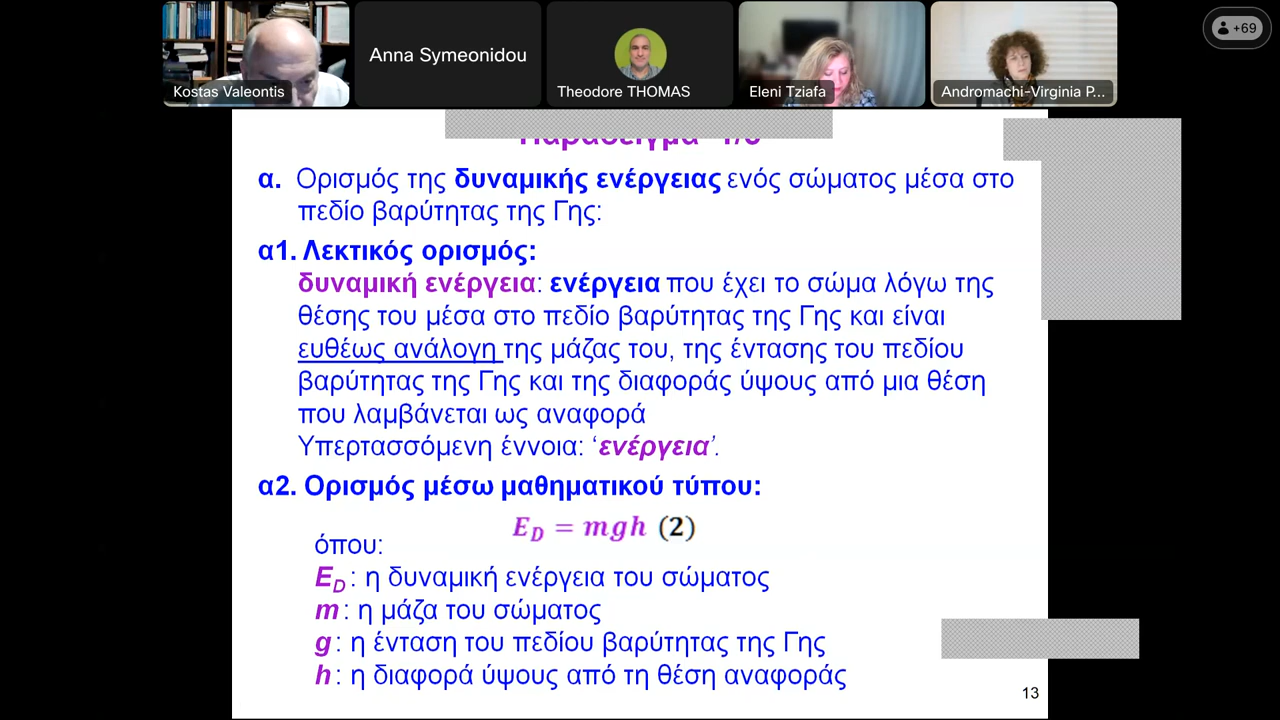 Kostas Valeontis
Anna Symeonidou
Theodore THOMAS
Eleni Tziafa
Andromachi-Virginia P...
+69
α. Ορισμός της δυναμικής ενέργειας ενός σώματος μέσα στο
πεδίο βαρύτητας της Γης:
α1. Λεκτικός ορισμός:
δυναμική ενέργεια: ενέργεια που έχει το σώμα λόγω της
θέσης του μέσα στο πεδίο βαρύτητας της Γης και είναι
ευθέως ανάλογη της μάζας του, της έντασης του πεδίου
βαρύτητας της Γης και της διαφοράς ύψους από μια θέση
που λαμβάνεται ως αναφορά
Υπερτασσόμενη έννοια: ‘ενέργεια’.
α2. Ορισμός μέσω μαθηματικού τύπου:
E_D = mgh (2)
όπου:
E_D : η δυναμική ενέργεια του σώματος
m : η μάζα του σώματος
g : η ένταση του πεδίου βαρύτητας της Γης
h : η διαφορά ύψους από τη θέση αναφοράς
13